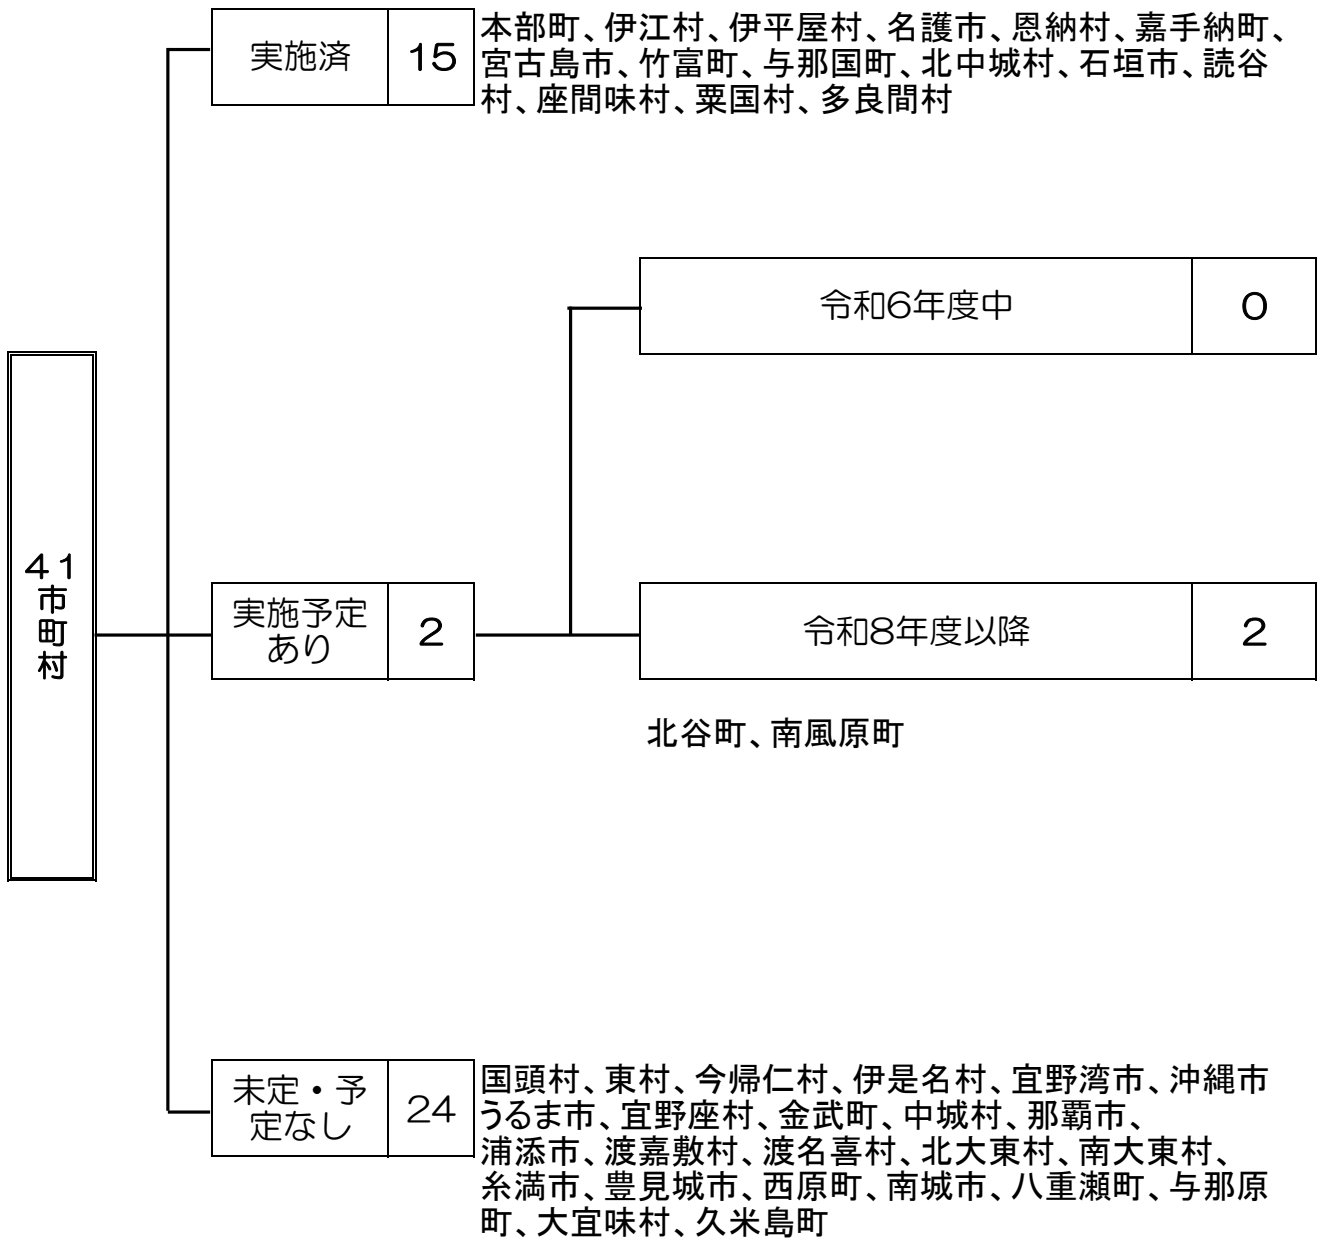 実施済
15
本部町、伊江村、伊平屋村、名護市、恩納村、嘉手納町、
宮古島市、竹富町、与那国町、北中城村、石垣市、読谷
村、座間味村、粟国村、多良間村
令和6年度中
0
41
市
町
村
実施予定
あり
2
令和8年度以降
2
北谷町、南風原町
未定・予
定なし
24
国頭村、東村、今帰仁村、伊是名村、宜野湾市、沖縄市
うるま市、宜野座村、金武町、中城村、那覇市、
浦添市、渡嘉敷村、渡名喜村、北大東村、南大東村、
糸満市、豊見城市、西原町、南城市、八重瀬町、与那原
町、大宜味村、久米島町